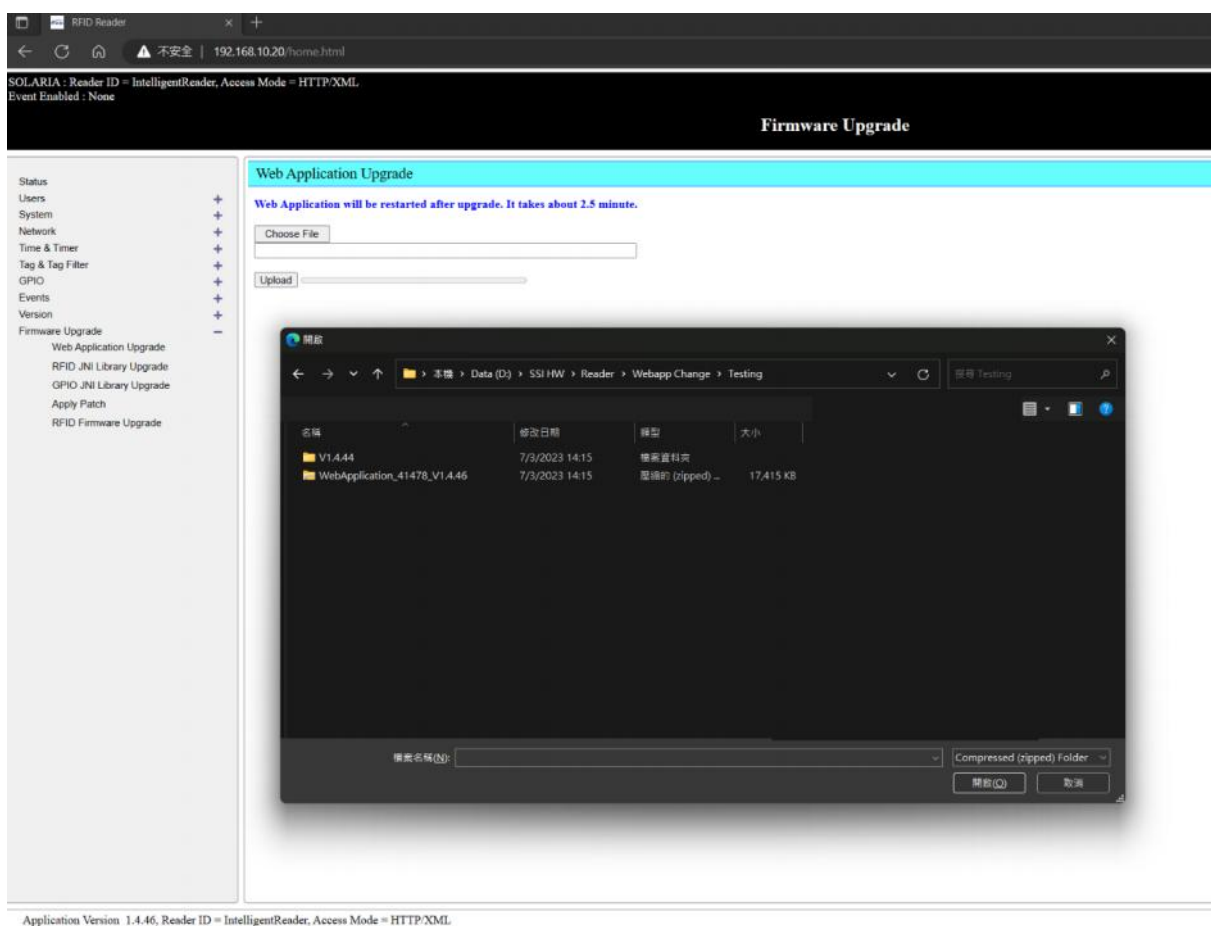 RFID Reader
不安全 | 192.168.10.20/home.html
SOLARIA : Reader ID = IntelligentReader, Access Mode = HTTP/XML
Event Enabled : None
Firmware Upgrade
Status
Users
System
Network
Time & Timer
Tag & Tag Filter
GPIO
Events
Version
Firmware Upgrade
Web Application Upgrade
RFID JNI Library Upgrade
GPIO JNI Library Upgrade
Apply Patch
RFID Firmware Upgrade
Web Application Upgrade
Web Application will be restarted after upgrade. It takes about 2.5 minute.
Choose File
Upload
開啟
本機 › Data (D:) › SSI HW › Reader › Webapp Change › Testing
搜尋 Testing
名稱 修改日期 類型 大小
V1.4.44 7/3/2023 14:15 檔案資料夾
WebApplication_41478_V1.4.46 7/3/2023 14:15 壓縮的 (zipped) ... 17,415 KB
檔案名稱(N): Compressed (zipped) Folder
開啟(O) 取消
Application Version 1.4.46, Reader ID = IntelligentReader, Access Mode = HTTP/XML